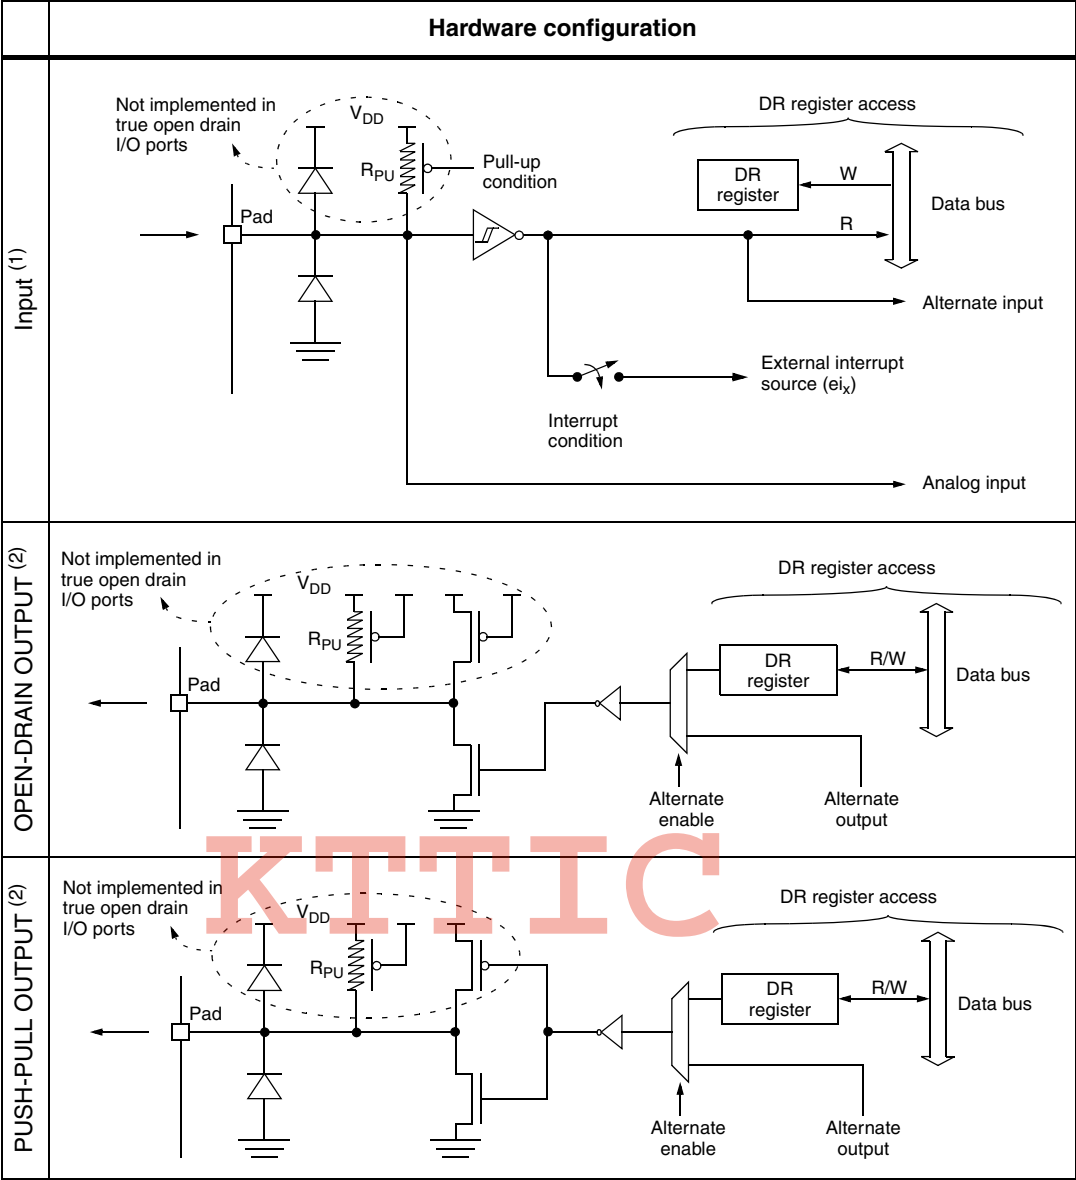 Hardware configuration
Input (1)
Not implemented in
true open drain
I/O ports
VDD
RPU
Pull-up
condition
Pad
DR register access
DR
register
W
R
Data bus
Alternate input
External interrupt
source (eix)
Interrupt
condition
Analog input
OPEN-DRAIN OUTPUT (2)
Not implemented in
true open drain
I/O ports
VDD
RPU
Pad
DR register access
DR
register
R/W
Data bus
Alternate
enable
Alternate
output
KTTIC
PUSH-PULL OUTPUT (2)
Not implemented in
true open drain
I/O ports
VDD
RPU
Pad
DR register access
DR
register
R/W
Data bus
Alternate
enable
Alternate
output